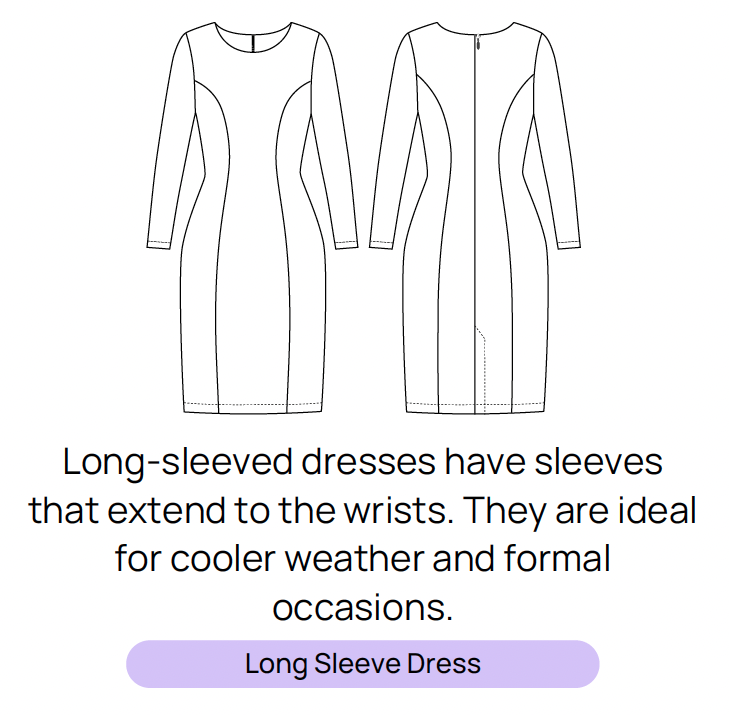 Long-sleeved dresses have sleeves
that extend to the wrists. They are ideal
for cooler weather and formal
occasions.
Long Sleeve Dress